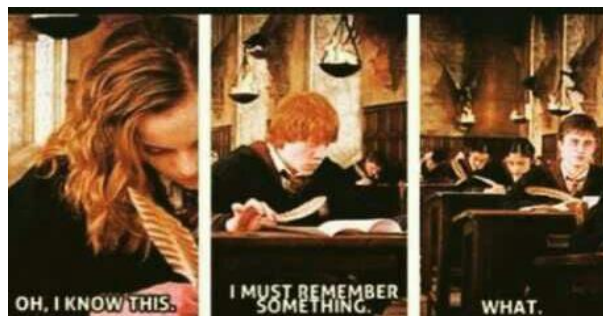 OH, I KNOW THIS.
I MUST REMEMBER
SOMETHING.
WHAT.